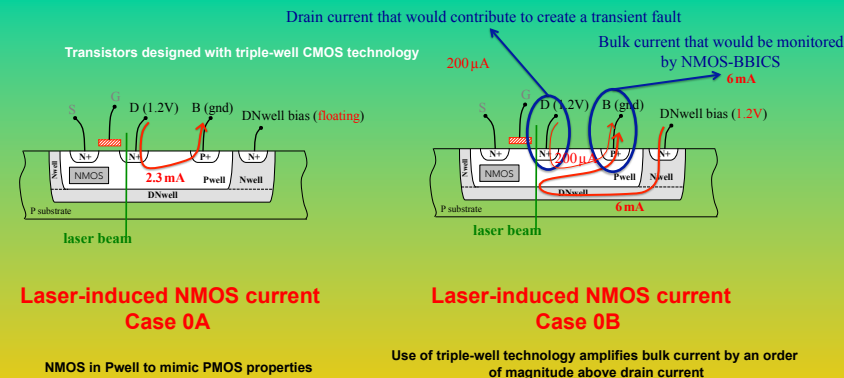 Drain current that would contribute to create a transient fault
Transistors designed with triple-well CMOS technology
200 µA
Bulk current that would be monitored
by NMOS-BBICS
6 mA
S
G
D (1.2V)
B (gnd)
DNwell bias (floating)
N+
N+
P+
N+
Nwell
NMOS
2.3 mA
Pwell
Nwell
DNwell
P substrate
laser beam
G
S
D (1.2V)
B (gnd)
DNwell bias (1.2V)
N+
N+
P+
N+
200 µA
Nwell
NMOS
Pwell
Nwell
DNwell
P substrate
6 mA
laser beam
Laser-induced NMOS current
Case 0A
NMOS in Pwell to mimic PMOS properties
Laser-induced NMOS current
Case 0B
Use of triple-well technology amplifies bulk current by an order
of magnitude above drain current